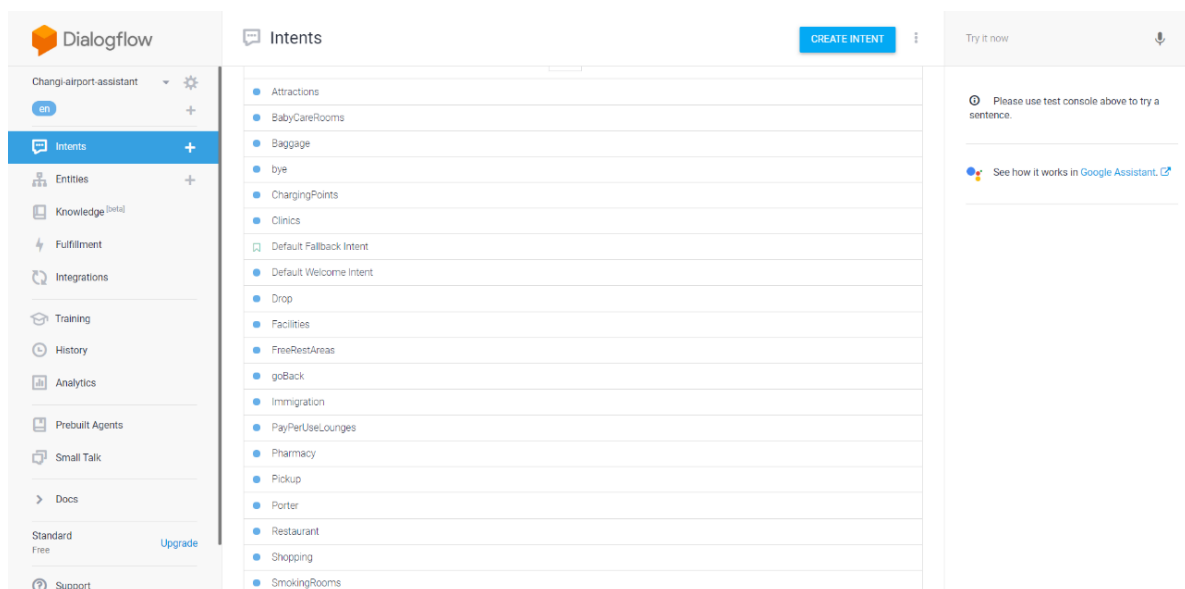 Dialogflow
Changi-airport-assistant
en
Intents
Entities
Knowledge [beta]
Fulfillment
Integrations
Training
History
Analytics
Prebuilt Agents
Small Talk
Docs
Standard
Free
Upgrade
Support
Intents
CREATE INTENT
Attractions
BabyCareRooms
Baggage
bye
ChargingPoints
Clinics
Default Fallback Intent
Default Welcome Intent
Drop
Facilities
FreeRestAreas
goBack
Immigration
PayPerUseLounges
Pharmacy
Pickup
Porter
Restaurant
Shopping
SmokingRooms
Try it now
Please use test console above to try a
sentence.
See how it works in Google Assistant.